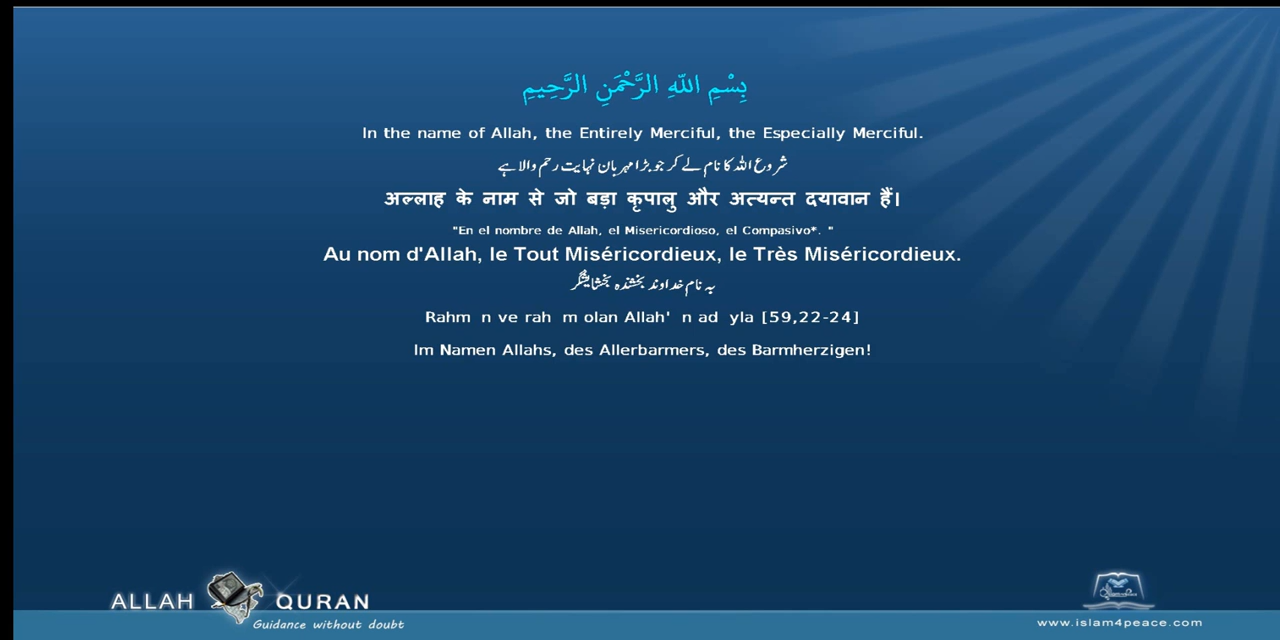 بِسْمِ اللّهِ الرَّحْمَنِ الرَّحِيمِ
In the name of Allah, the Entirely Merciful, the Especially Merciful.
شروع الله کا نام لے کر جو بڑا مہربان نہایت رحم والا ہے
अल्लाह के नाम से जो बड़ा कृपालु और अत्यन्त दयावान हैं।
"En el nombre de Allah, el Misericordioso, el Compasivo*. "
Au nom d'Allah, le Tout Miséricordieux, le Très Miséricordieux.
به نام خداوند بخشنده بخشایشگر
Rahm n ve rah m olan Allah' n ad yla [59,22-24]
Im Namen Allahs, des Allerbarmers, des Barmherzigen!
ALLAH QURAN
Guidance without doubt
www.islam4peace.com